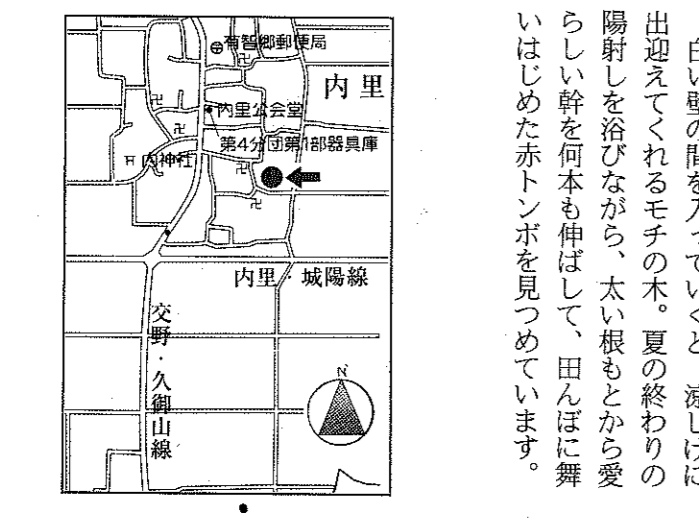 白い壁の間を入っていくと、涼しげに
出迎えてくれるモチの木。夏の終わりの
陽射しを浴びながら、太い根もとから愛
らしい幹を何本も伸ばして、田んぼに舞
いはじめた赤トンボを見つめています。
有智郷郵便局
内里
内里公会堂
第4分団第1部器具庫
内神社
内里・城陽線
交野・久御山線
N